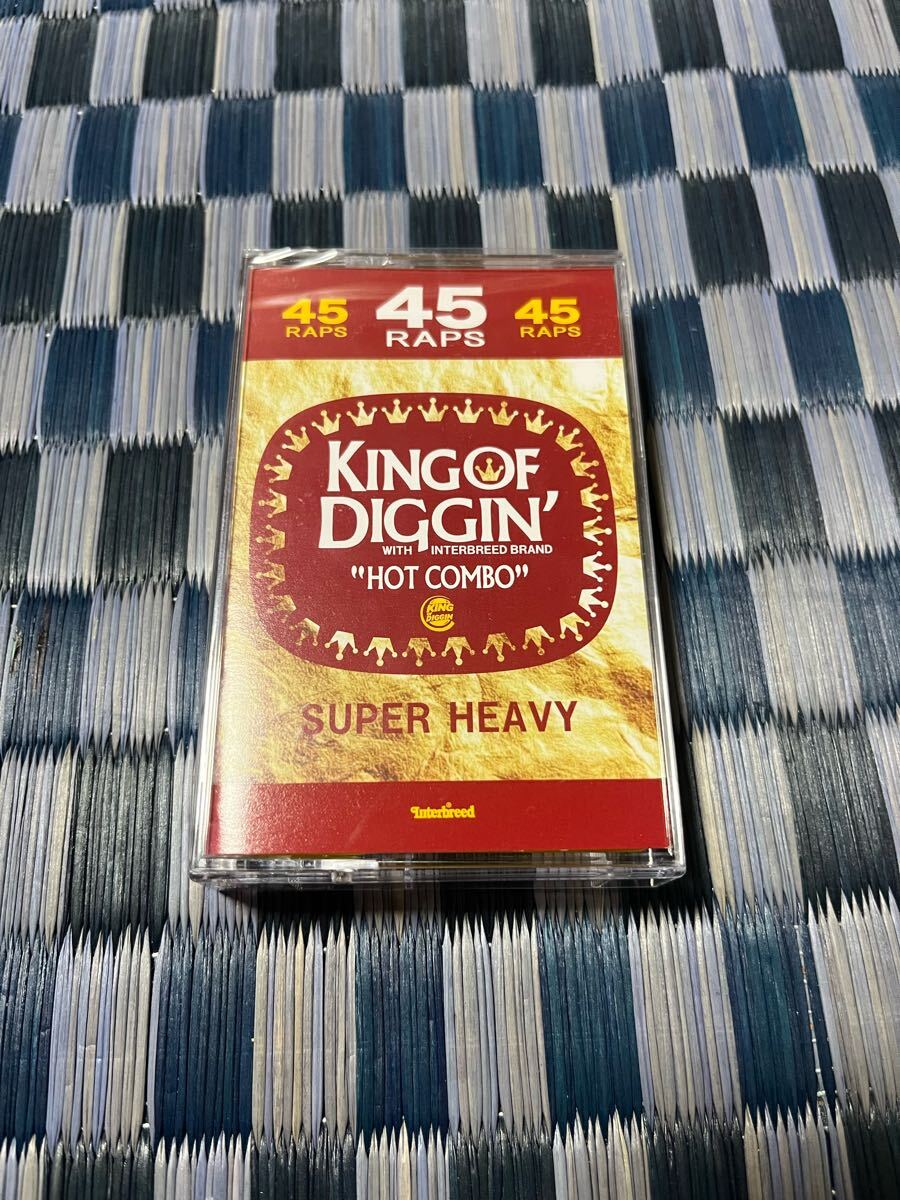 45 45 45
RAPS RAPS RAPS
KING OF
DIGGIN'
WITH INTERBREED BRAND
"HOT COMBO"
KING
OF
DIGGIN
SUPER HEAVY
Interbreed